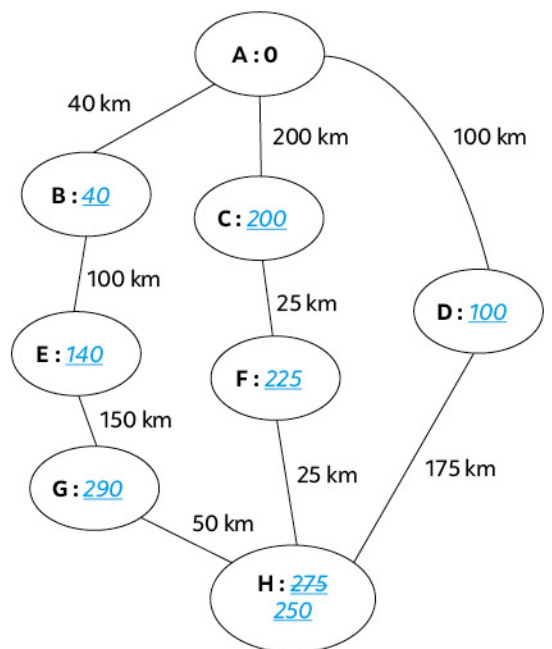 A : 0
40 km
200 km
100 km
B : 40
C : 200
100 km
25 km
D : 100
E : 140
F : 225
150 km
175 km
25 km
G : 290
50 km
H : 275
250